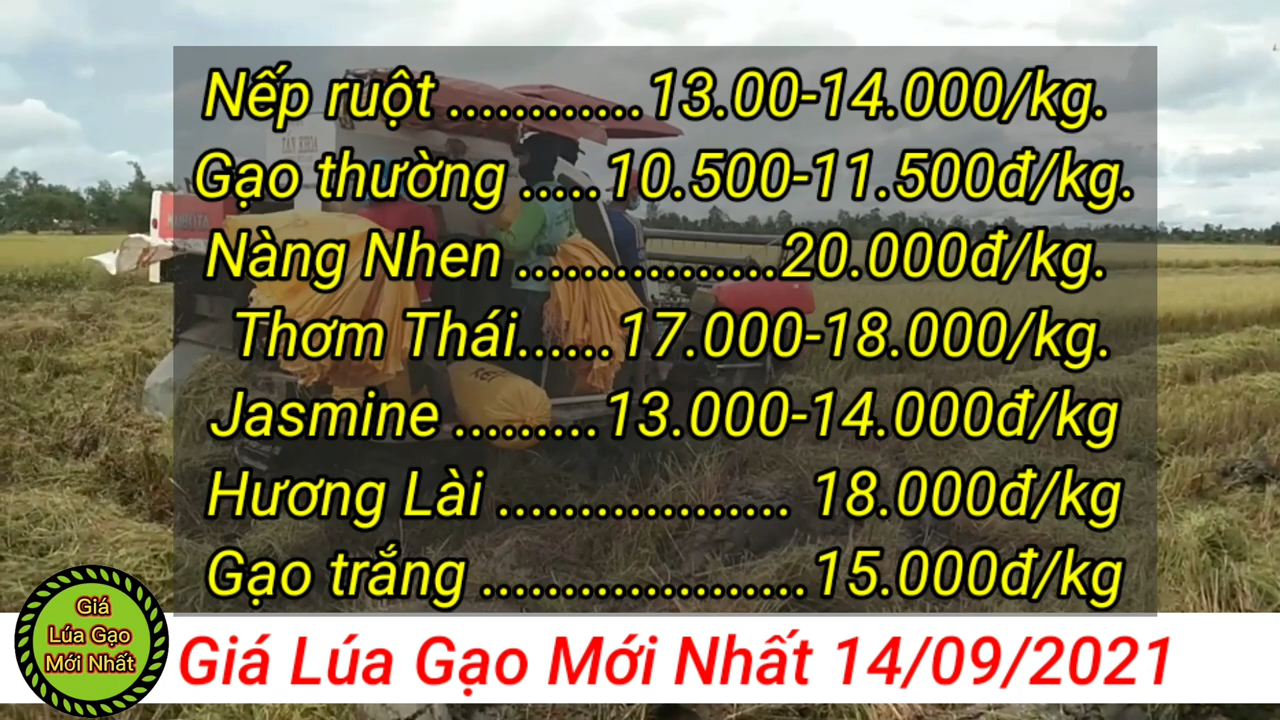 Nếp ruột ............13.00-14.000/kg.
Gạo thường .....10.500-11.500đ/kg.
Nàng Nhen ................20.000đ/kg.
Thơm Thái......17.000-18.000/kg.
Jasmine .........13.000-14.000đ/kg
Hương Lài .................. 18.000đ/kg
Gạo trắng ....................15.000đ/kg
Giá
Lúa Gạo
Mới Nhất
Giá Lúa Gạo Mới Nhất 14/09/2021
KUBOTA